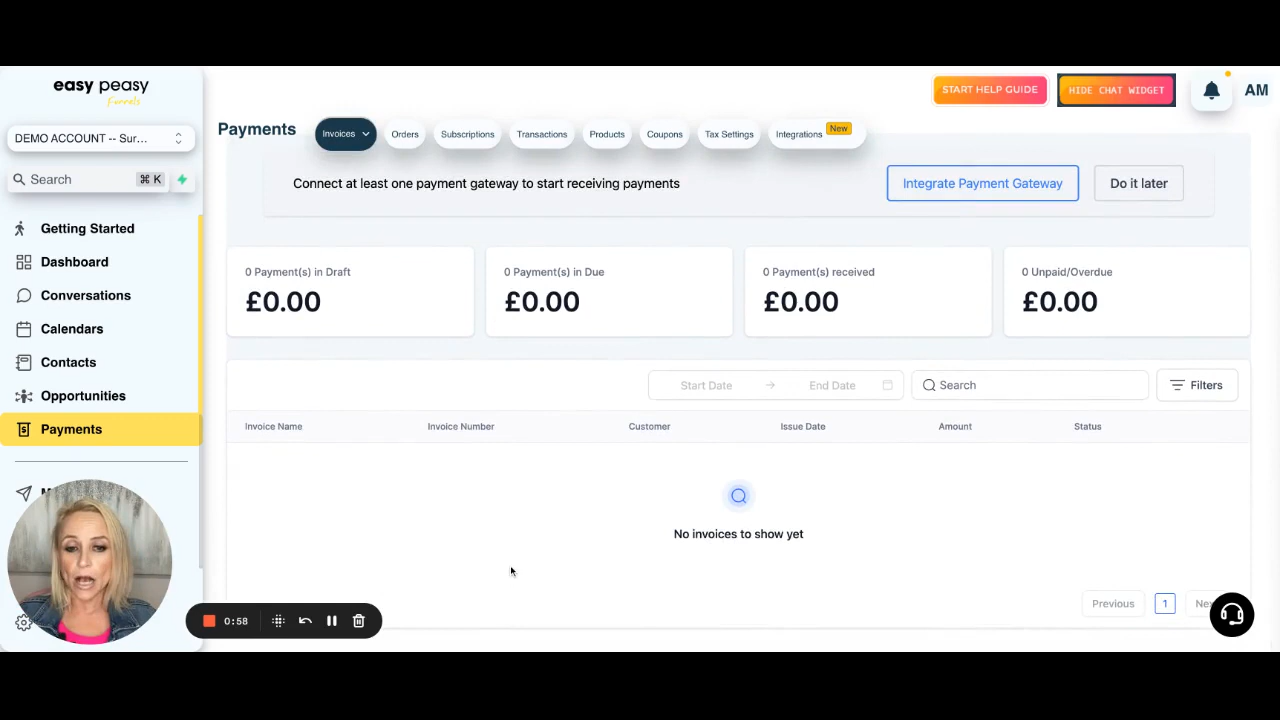 easy peasy
Funnels
DEMO ACCOUNT -- Sur...
Search ⌘ K
Getting Started
Dashboard
Conversations
Calendars
Contacts
Opportunities
Payments
START HELP GUIDE
HIDE CHAT WIDGET
AM
Payments
Invoices
Orders
Subscriptions
Transactions
Products
Coupons
Tax Settings
Integrations New
Connect at least one payment gateway to start receiving payments
Integrate Payment Gateway
Do it later
0 Payment(s) in Draft
£0.00
0 Payment(s) in Due
£0.00
0 Payment(s) received
£0.00
0 Unpaid/Overdue
£0.00
Start Date
End Date
Search
Filters
Invoice Name
Invoice Number
Customer
Issue Date
Amount
Status
No invoices to show yet
Previous
1
0:58